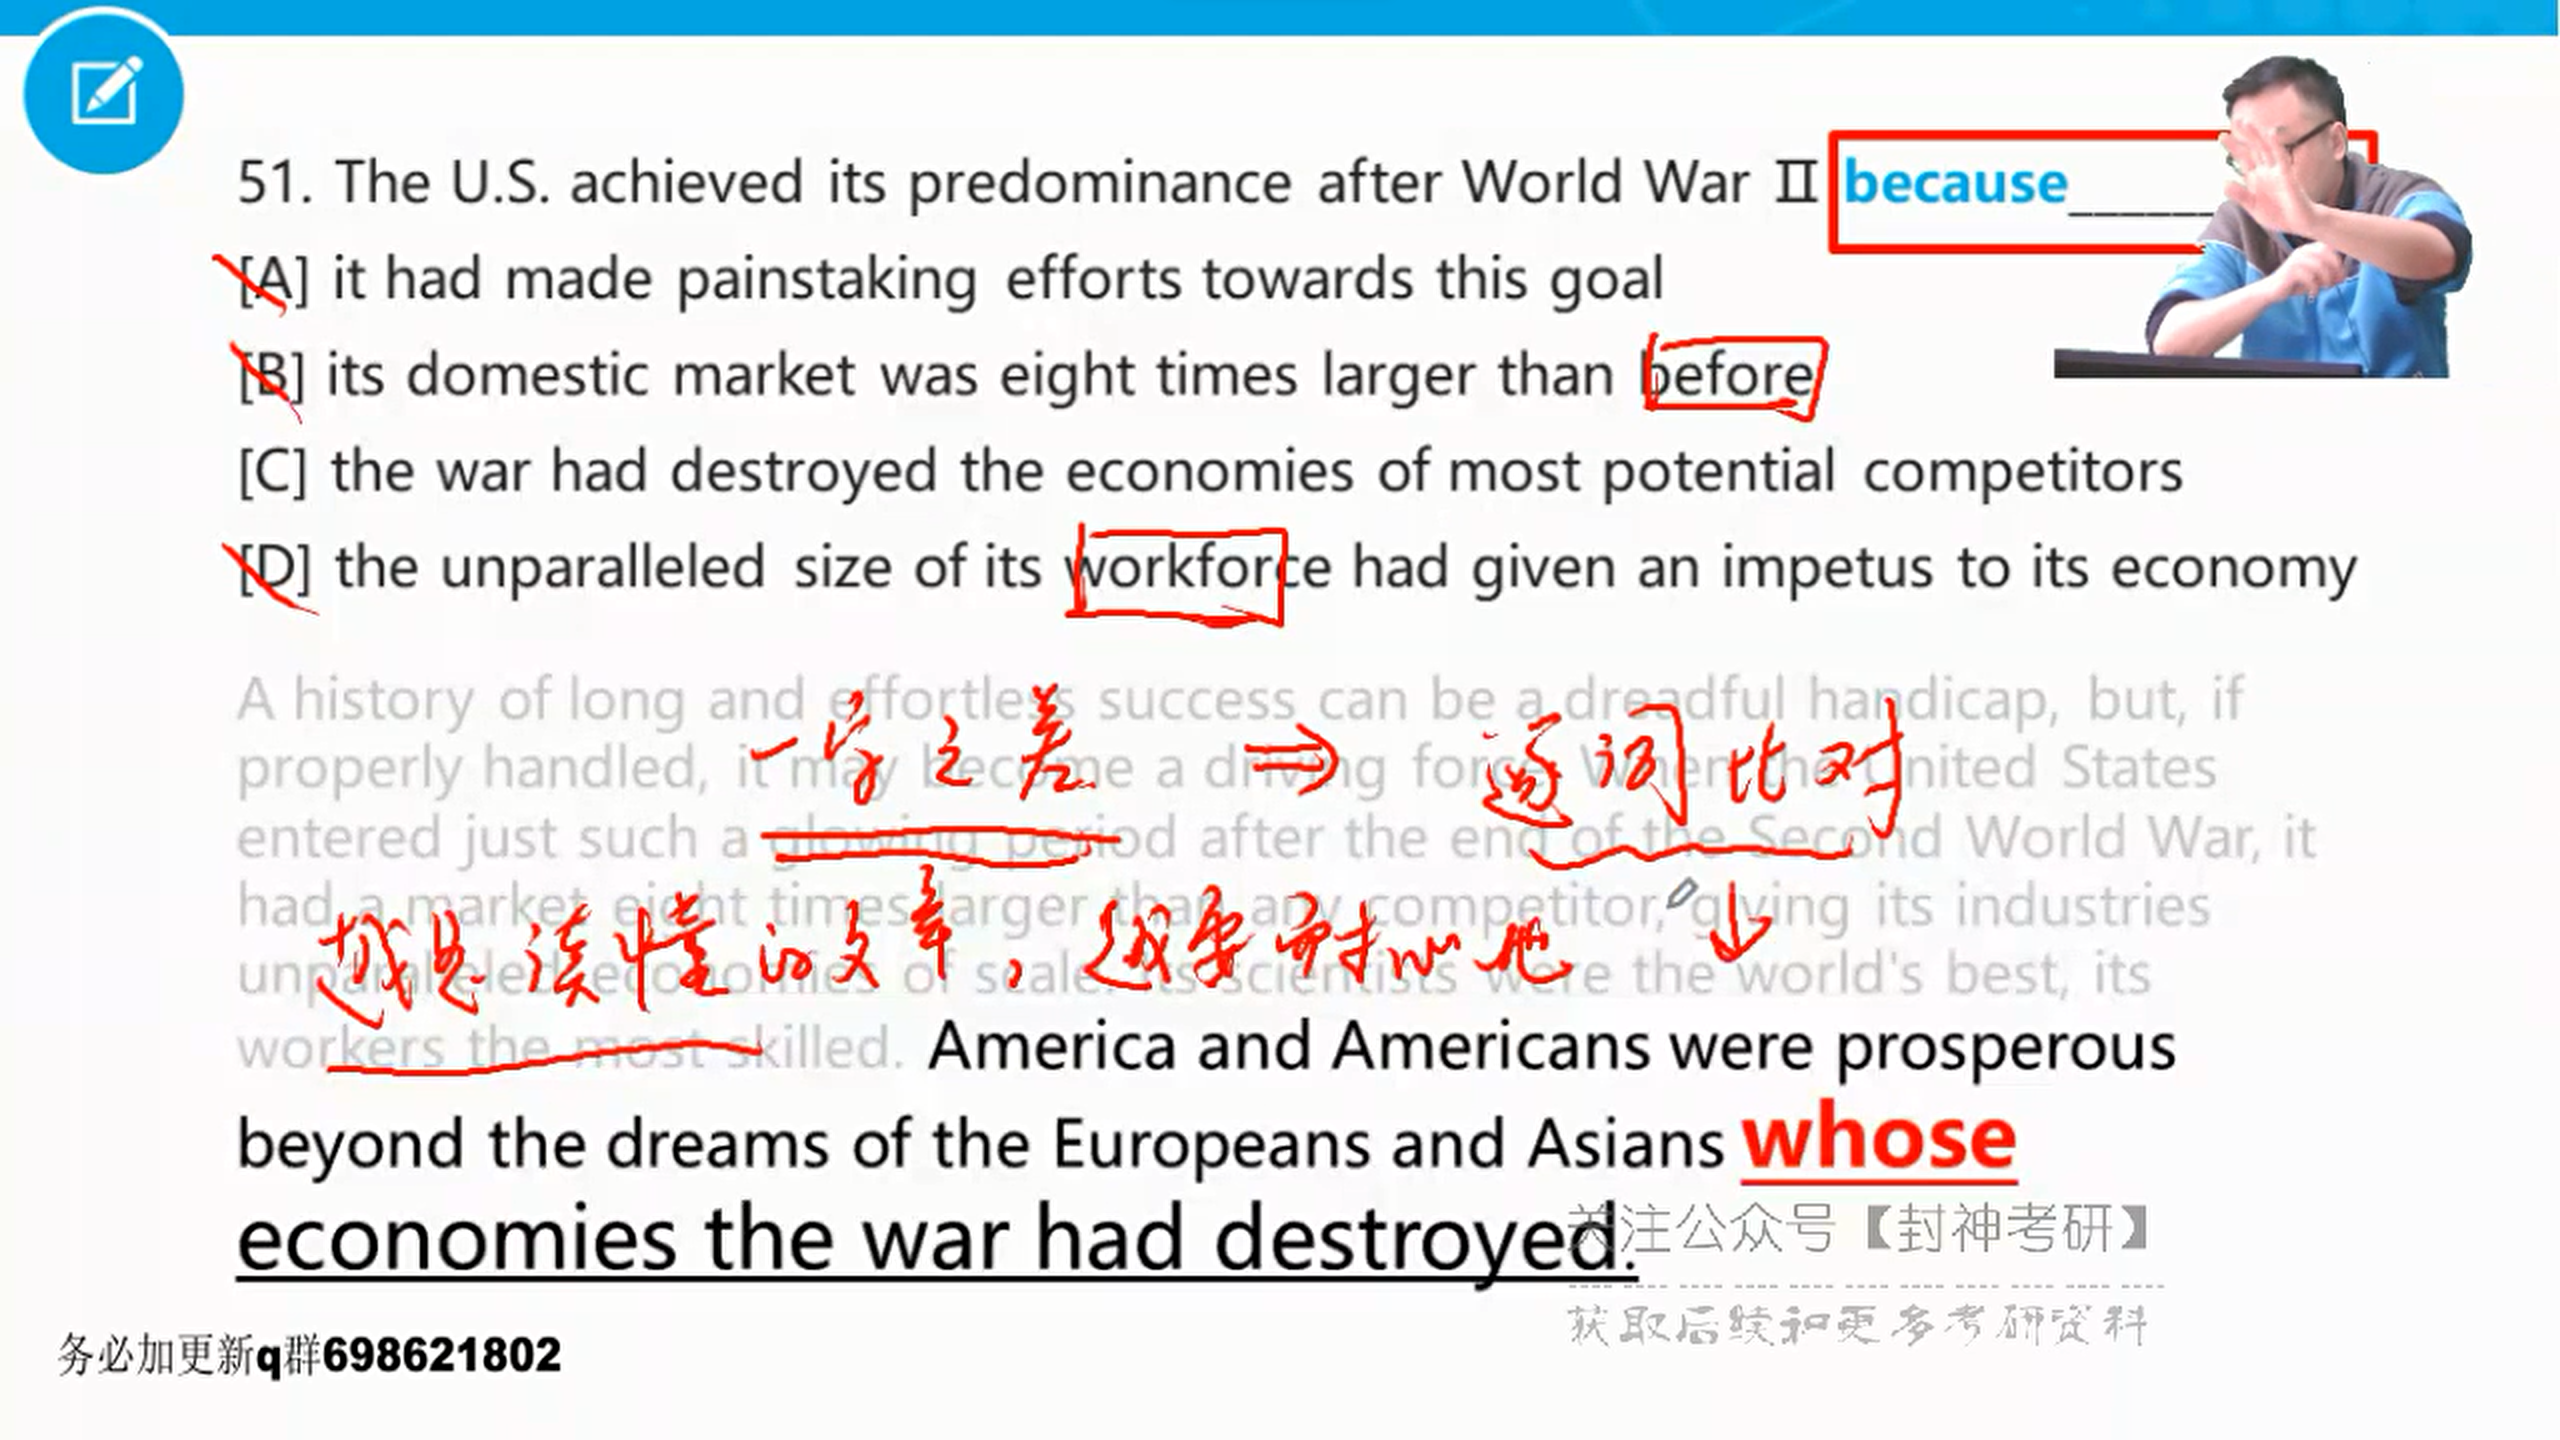 51. The U.S. achieved its predominance after World War Ⅱ because______
[A] it had made painstaking efforts towards this goal
[B] its domestic market was eight times larger than before
[C] the war had destroyed the economies of most potential competitors
[D] the unparalleled size of its workforce had given an impetus to its economy
A history of long and effortless success can be a dreadful handicap, but, if
properly handled, it may become a driving force. When the United States
entered just such a glowing period after the end of the Second World War, it
had a market eight times larger than any competitor, giving its industries
unparalleled economies of scale. Its scientists were the world's best, its
workers the most skilled. America and Americans were prosperous
beyond the dreams of the Europeans and Asians whose
economies the war had destroyed.
一字之差 ⇒ 逐词比对
↓
越是读懂的文章，越要耐心地
关注公众号【封神考研】
获取后续和更多考研资料
务必加更新q群698621802